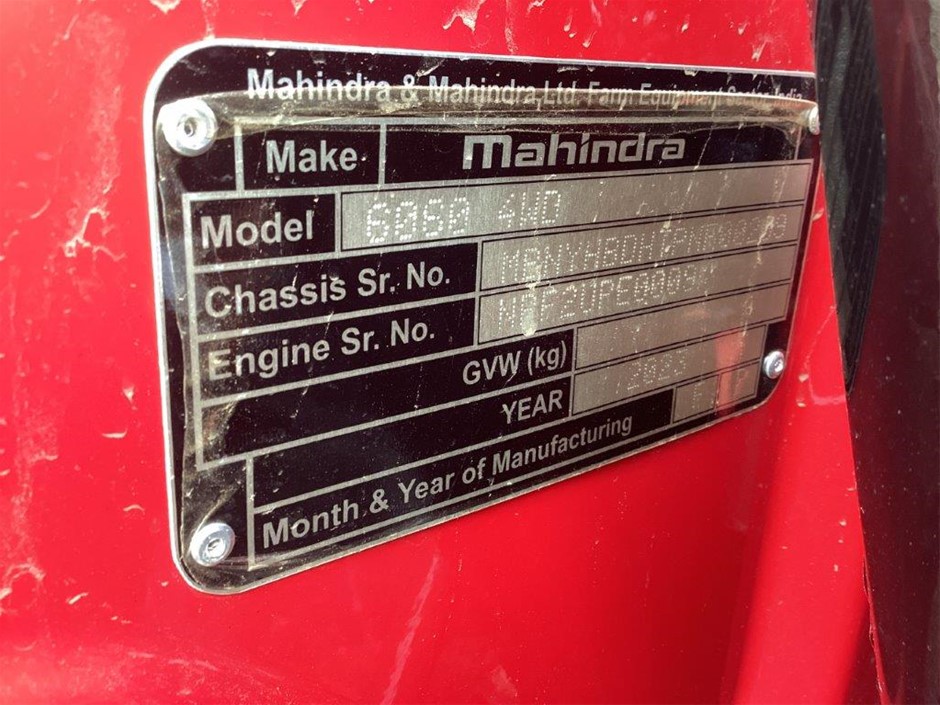 Mahindra & Mahindra,Ltd. Farm Equipment Sector, India
Make mahindra
Model 6060 4WD
Chassis Sr. No.
Engine Sr. No.
GVW (kg)
YEAR 2023
Month & Year of Manufacturing